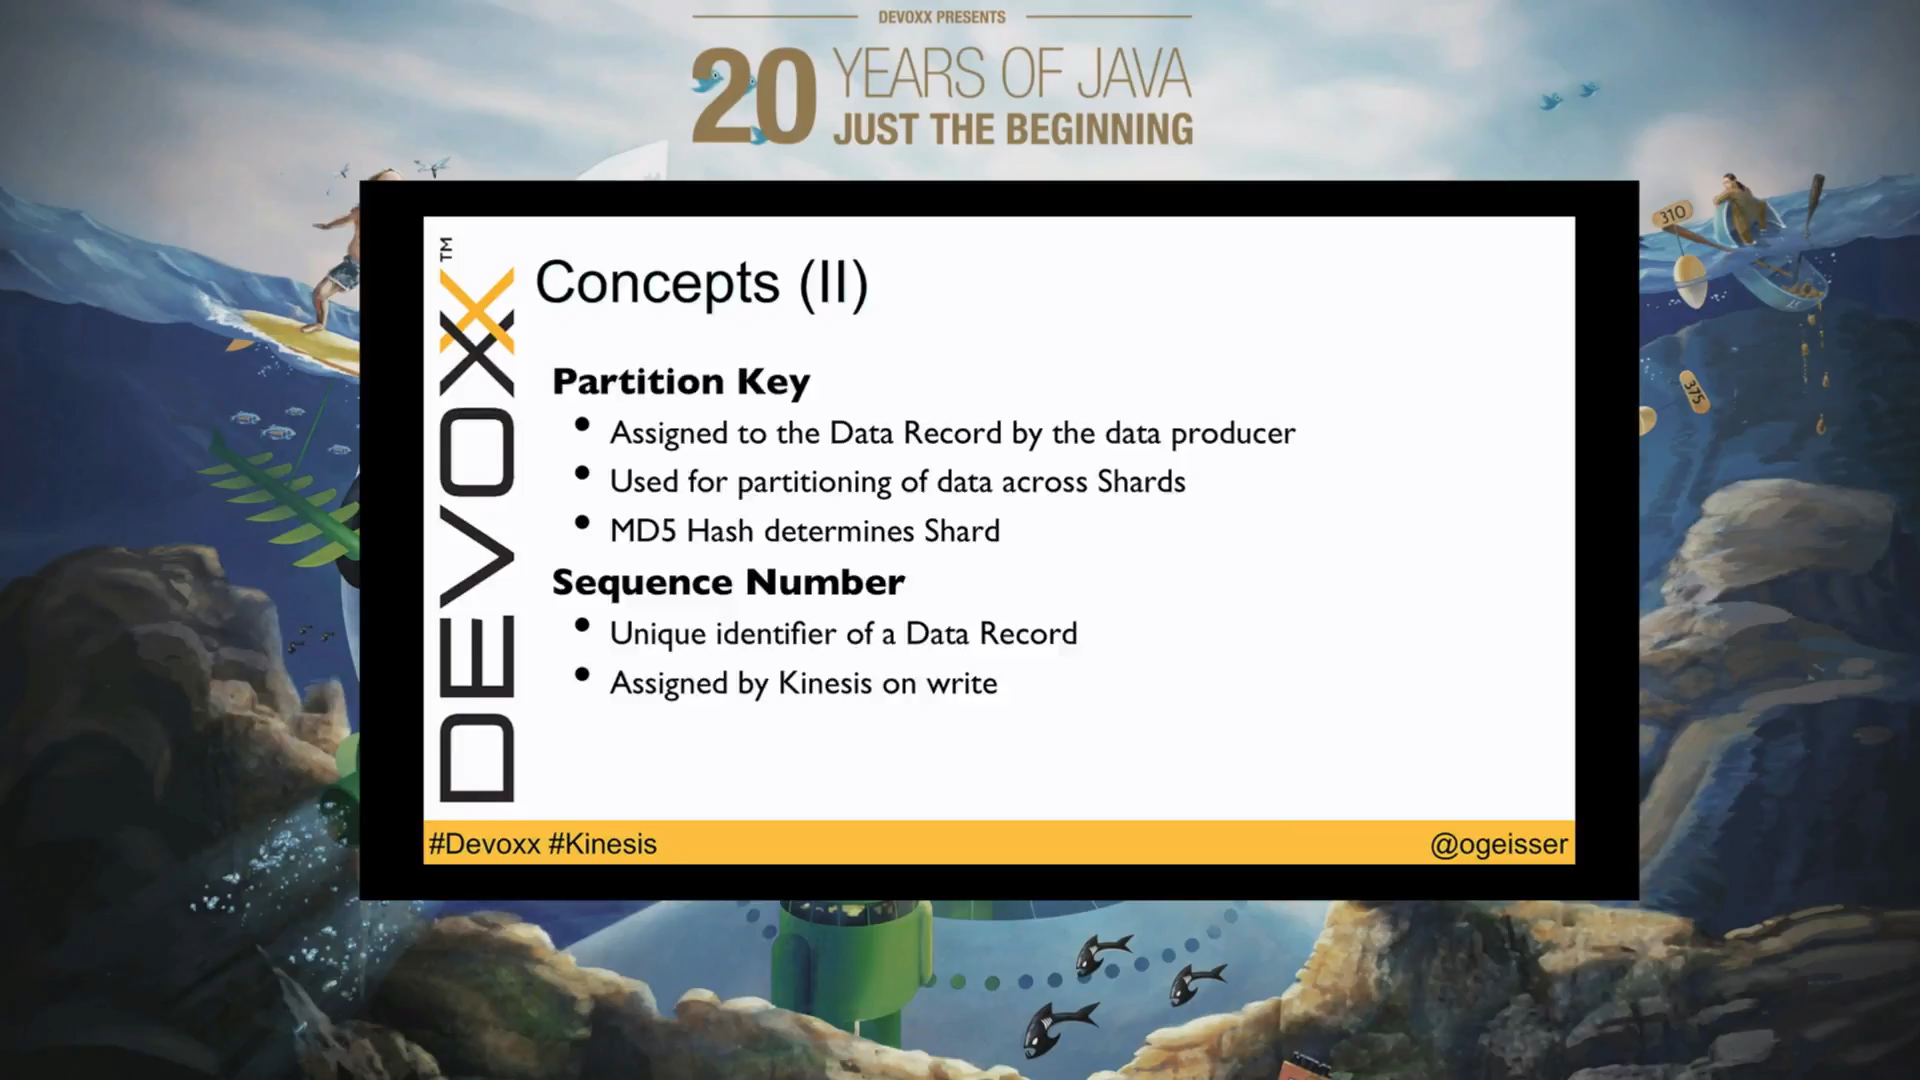 DEVOXX PRESENTS
20 YEARS OF JAVA
JUST THE BEGINNING
310
375
DEVOXX™
Concepts (II)
Partition Key
• Assigned to the Data Record by the data producer
• Used for partitioning of data across Shards
• MD5 Hash determines Shard
Sequence Number
• Unique identifier of a Data Record
• Assigned by Kinesis on write
#Devoxx #Kinesis
@ogeisser